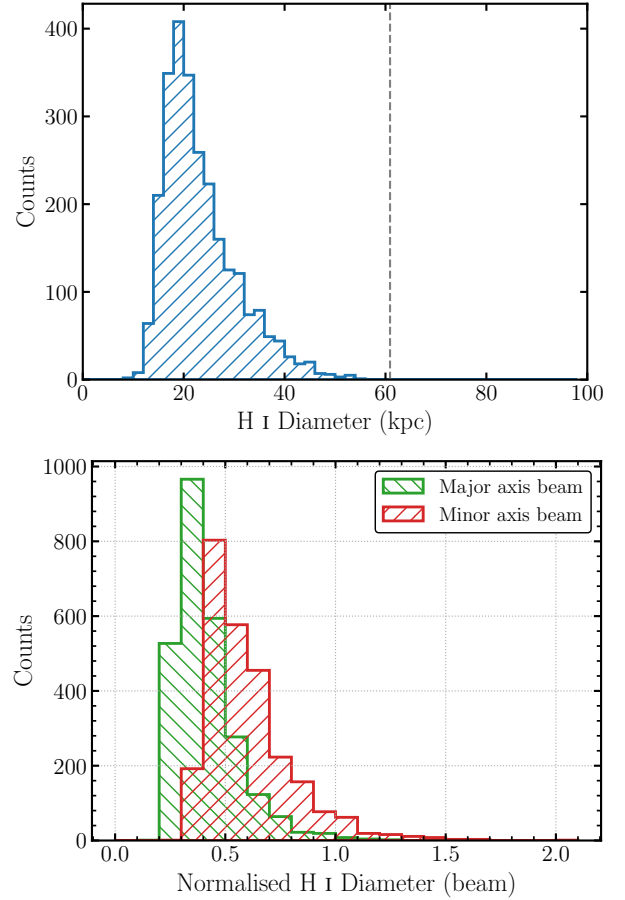 400
300
200
100
0
Counts
0 20 40 60 80 100
H ɪ Diameter (kpc)
1000
800
600
400
200
0
Counts
Major axis beam
Minor axis beam
0.0 0.5 1.0 1.5 2.0
Normalised H ɪ Diameter (beam)